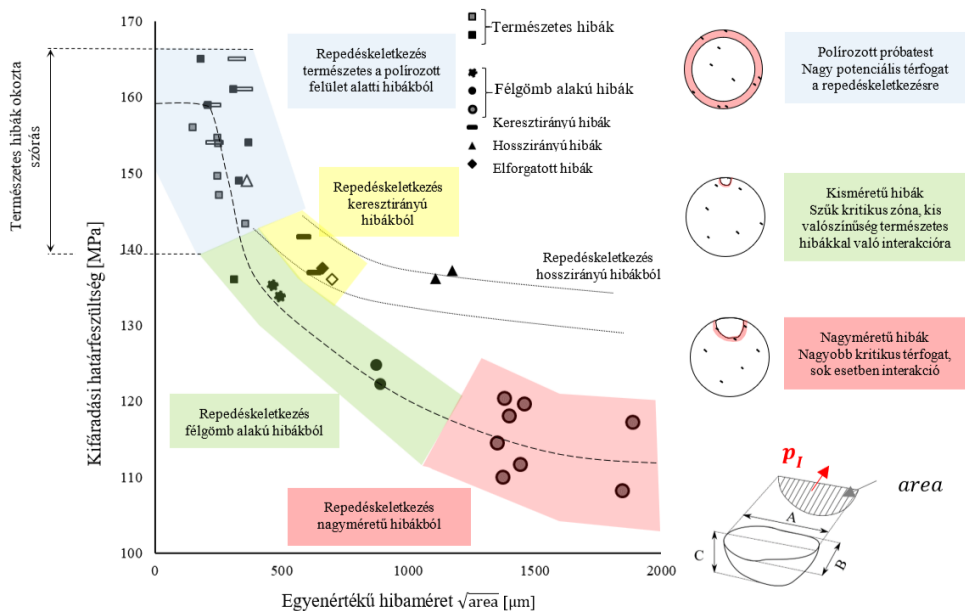 Természetes hibák okozta
szórás
Kifáradási határfeszültség [MPa]
170
160
150
140
130
120
110
100
0
500
1000
1500
2000
Egyenértékű hibaméret √area [μm]
Repedéskeletkezés
természetes a polírozott
felület alatti hibákból
Természetes hibák
Félgömb alakú hibák
Keresztirányú hibák
Hosszirányú hibák
Elforgatott hibák
Repedéskeletkezés
keresztirányú
hibákból
Repedéskeletkezés
hosszirányú hibákból
Repedéskeletkezés
félgömb alakú hibákból
Repedéskeletkezés
nagyméretű hibákból
Polírozott próbatest
Nagy potenciális térfogat
a repedéskeletkezésre
Kisméretű hibák
Szűk kritikus zóna, kis
valószínűség természetes
hibákkal való interakcióra
Nagyméretű hibák
Nagyobb kritikus térfogat,
sok esetben interakció
p_I
area
A
B
C